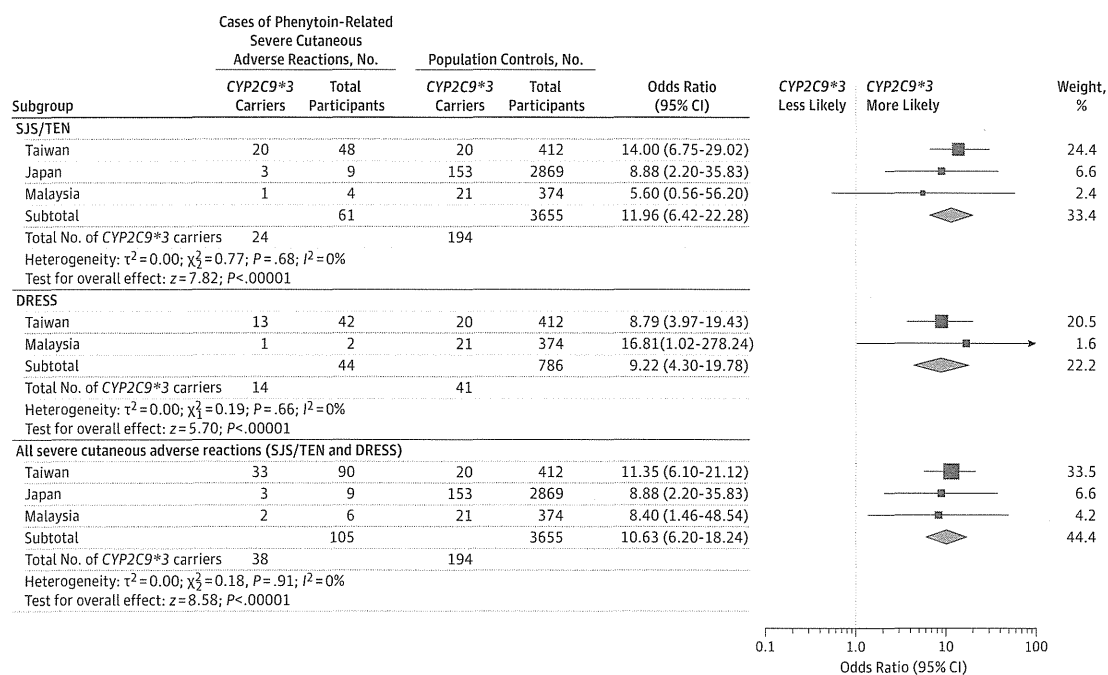 Cases of Phenytoin-Related
Severe Cutaneous
Adverse Reactions, No.
Population Controls, No.
CYP2C9*3 Total CYP2C9*3 Total Odds Ratio CYP2C9*3 CYP2C9*3 Weight,
Subgroup Carriers Participants Carriers Participants (95% CI) Less Likely More Likely %
SJS/TEN
Taiwan 20 48 20 412 14.00 (6.75-29.02) 24.4
Japan 3 9 153 2869 8.88 (2.20-35.83) 6.6
Malaysia 1 4 21 374 5.60 (0.56-56.20) 2.4
Subtotal 61 3655 11.96 (6.42-22.28) 33.4
Total No. of CYP2C9*3 carriers 24 194
Heterogeneity: τ²=0.00; χ²₂=0.77; P=.68; I²=0%
Test for overall effect: z=7.82; P<.00001
DRESS
Taiwan 13 42 20 412 8.79 (3.97-19.43) 20.5
Malaysia 1 2 21 374 16.81(1.02-278.24) 1.6
Subtotal 44 786 9.22 (4.30-19.78) 22.2
Total No. of CYP2C9*3 carriers 14 41
Heterogeneity: τ²=0.00; χ²₁=0.19; P=.66; I²=0%
Test for overall effect: z=5.70; P<.00001
All severe cutaneous adverse reactions (SJS/TEN and DRESS)
Taiwan 33 90 20 412 11.35 (6.10-21.12) 33.5
Japan 3 9 153 2869 8.88 (2.20-35.83) 6.6
Malaysia 2 6 21 374 8.40 (1.46-48.54) 4.2
Subtotal 105 3655 10.63 (6.20-18.24) 44.4
Total No. of CYP2C9*3 carriers 38 194
Heterogeneity: τ²=0.00; χ²₂=0.18, P=.91; I²=0%
Test for overall effect: z=8.58; P<.00001
0.1 1.0 10 100
Odds Ratio (95% CI)